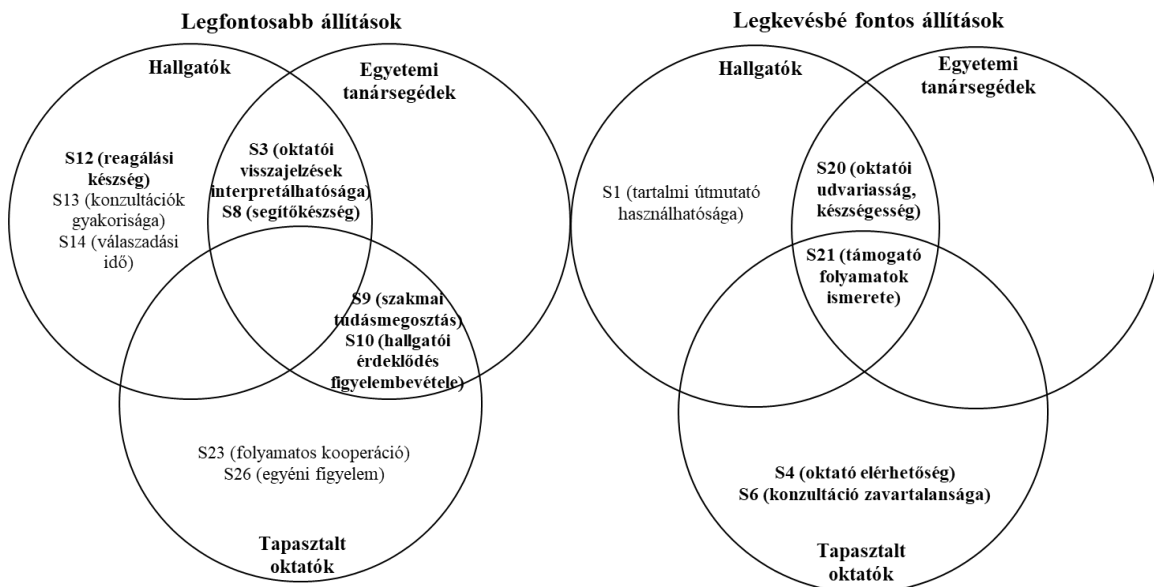 Legfontosabb állítások
Hallgatók
Egyetemi
tanársegédek
S12 (reagálási
készség)
S13 (konzultációk
gyakorisága)
S14 (válaszadási
idő)
S3 (oktatói
visszajelzések
interpretálhatósága)
S8 (segítőkészség)
S9 (szakmai
tudásmegosztás)
S10 (hallgatói
érdeklődés
figyelembevétele)
S23 (folyamatos kooperáció)
S26 (egyéni figyelem)
Tapasztalt
oktatók
Legkevésbé fontos állítások
Hallgatók
Egyetemi
tanársegédek
S1 (tartalmi útmutató
használhatósága)
S20 (oktatói
udvariasság,
készségesség)
S21 (támogató
folyamatok
ismerete)
S4 (oktató elérhetőség)
S6 (konzultáció zavartalansága)
Tapasztalt
oktatók